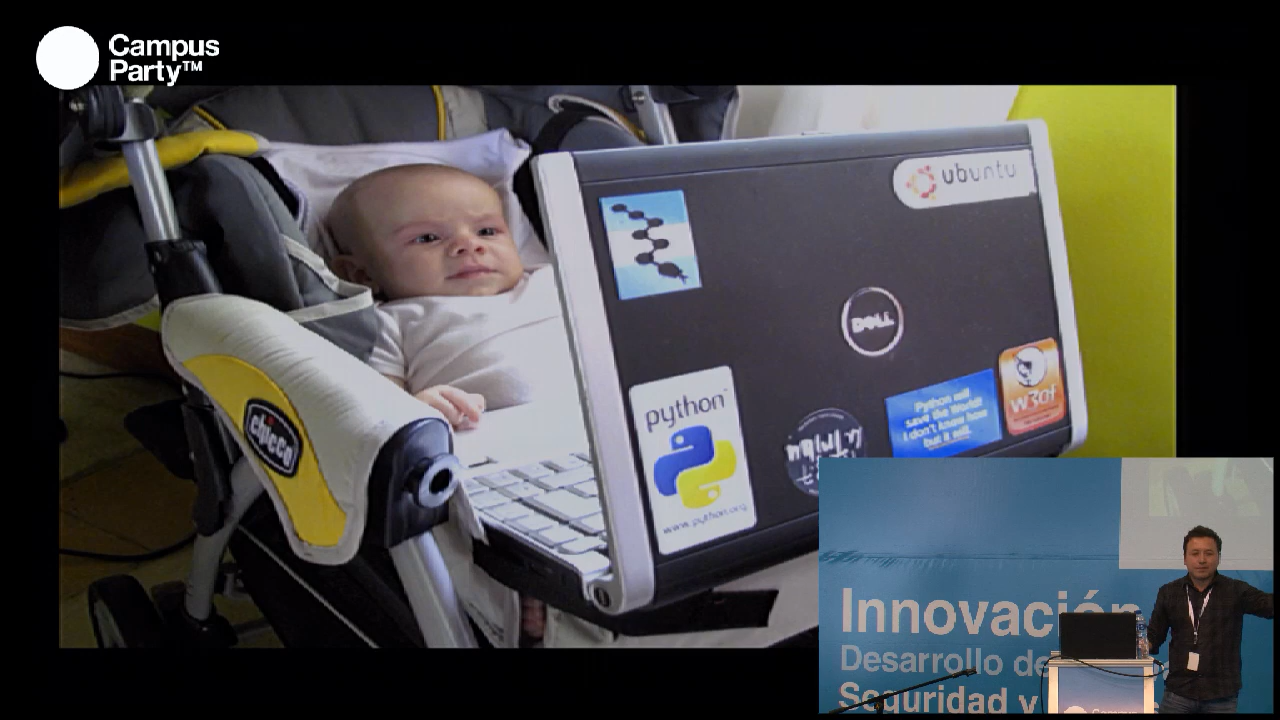 Campus
Party™
ubuntu
DELL
python™
www.python.org
Python will
save the World!
I don't know how
but it will.
w3af
chicco
Innovación
Desarrollo de
Seguridad y